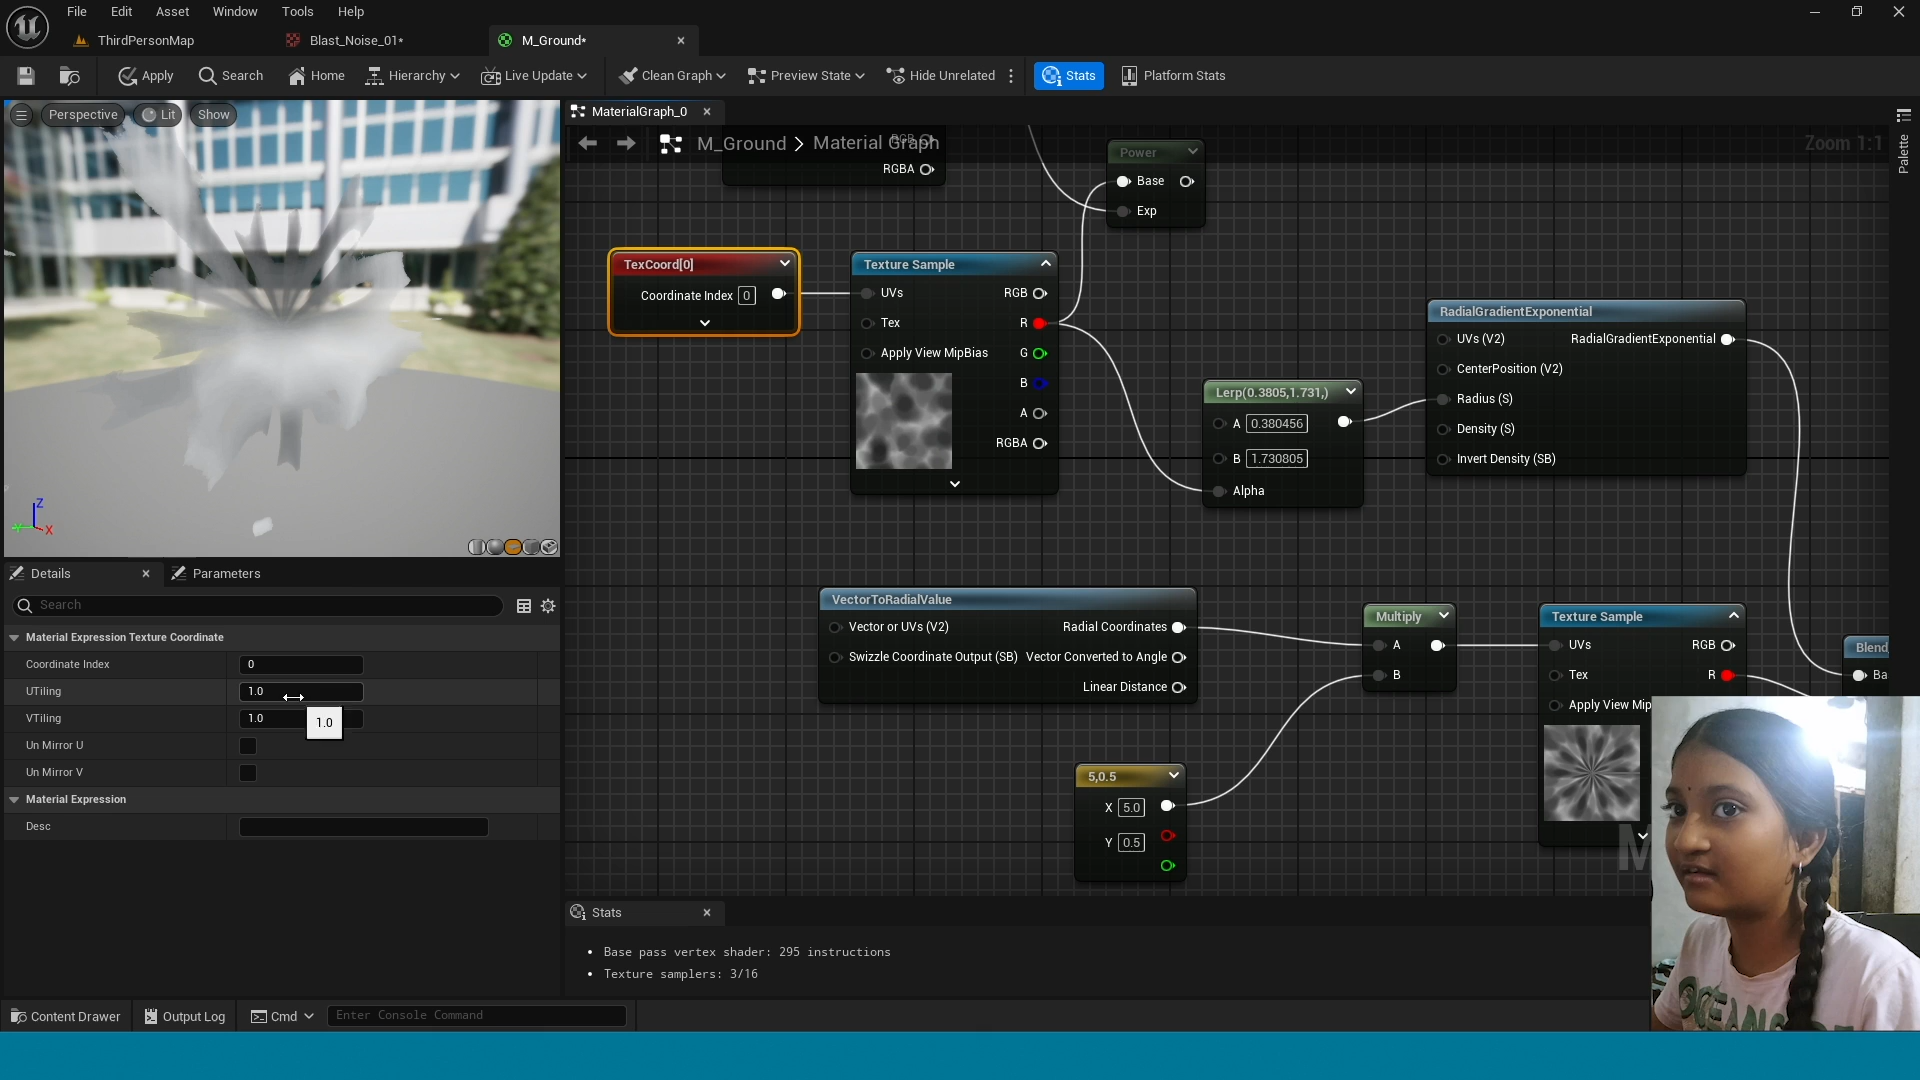 File Edit Asset Window Tools Help
ThirdPersonMap Blast_Noise_01* M_Ground*
Apply Search Home Hierarchy Live Update Clean Graph Preview State Hide Unrelated Stats Platform Stats
Perspective Lit Show
MaterialGraph_0
M_Ground > Material Graph
Zoom 1:1
Palette
RGB
RGBA
Power
Base
Exp
TexCoord[0]
Coordinate Index 0
Texture Sample
UVs RGB
Tex R
Apply View MipBias G
B
A
RGBA
Lerp(0.3805,1.731,)
A 0.380456
B 1.730805
Alpha
RadialGradientExponential
UVs (V2) RadialGradientExponential
CenterPosition (V2)
Radius (S)
Density (S)
Invert Density (SB)
VectorToRadialValue
Vector or UVs (V2) Radial Coordinates
Swizzle Coordinate Output (SB) Vector Converted to Angle
Linear Distance
Multiply
A
B
Texture Sample
UVs RGB
Tex R
Apply View Mip
Blend
Ba
5,0.5
X 5.0
Y 0.5
M
Z
X
Details Parameters
Search
Material Expression Texture Coordinate
Coordinate Index 0
UTiling 1.0
VTiling 1.0
1.0
Un Mirror U
Un Mirror V
Material Expression
Desc
Stats
Base pass vertex shader: 295 instructions
Texture samplers: 3/16
Content Drawer Output Log Cmd Enter Console Command